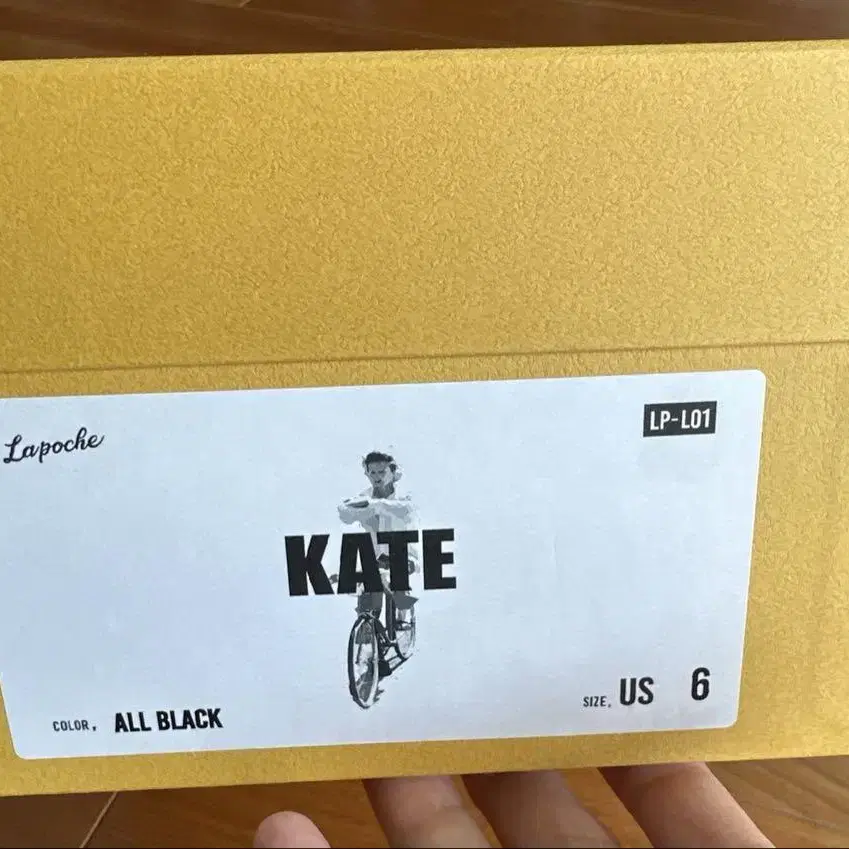 Lapoche
LP-L01
KATE
COLOR, ALL BLACK
SIZE, US 6